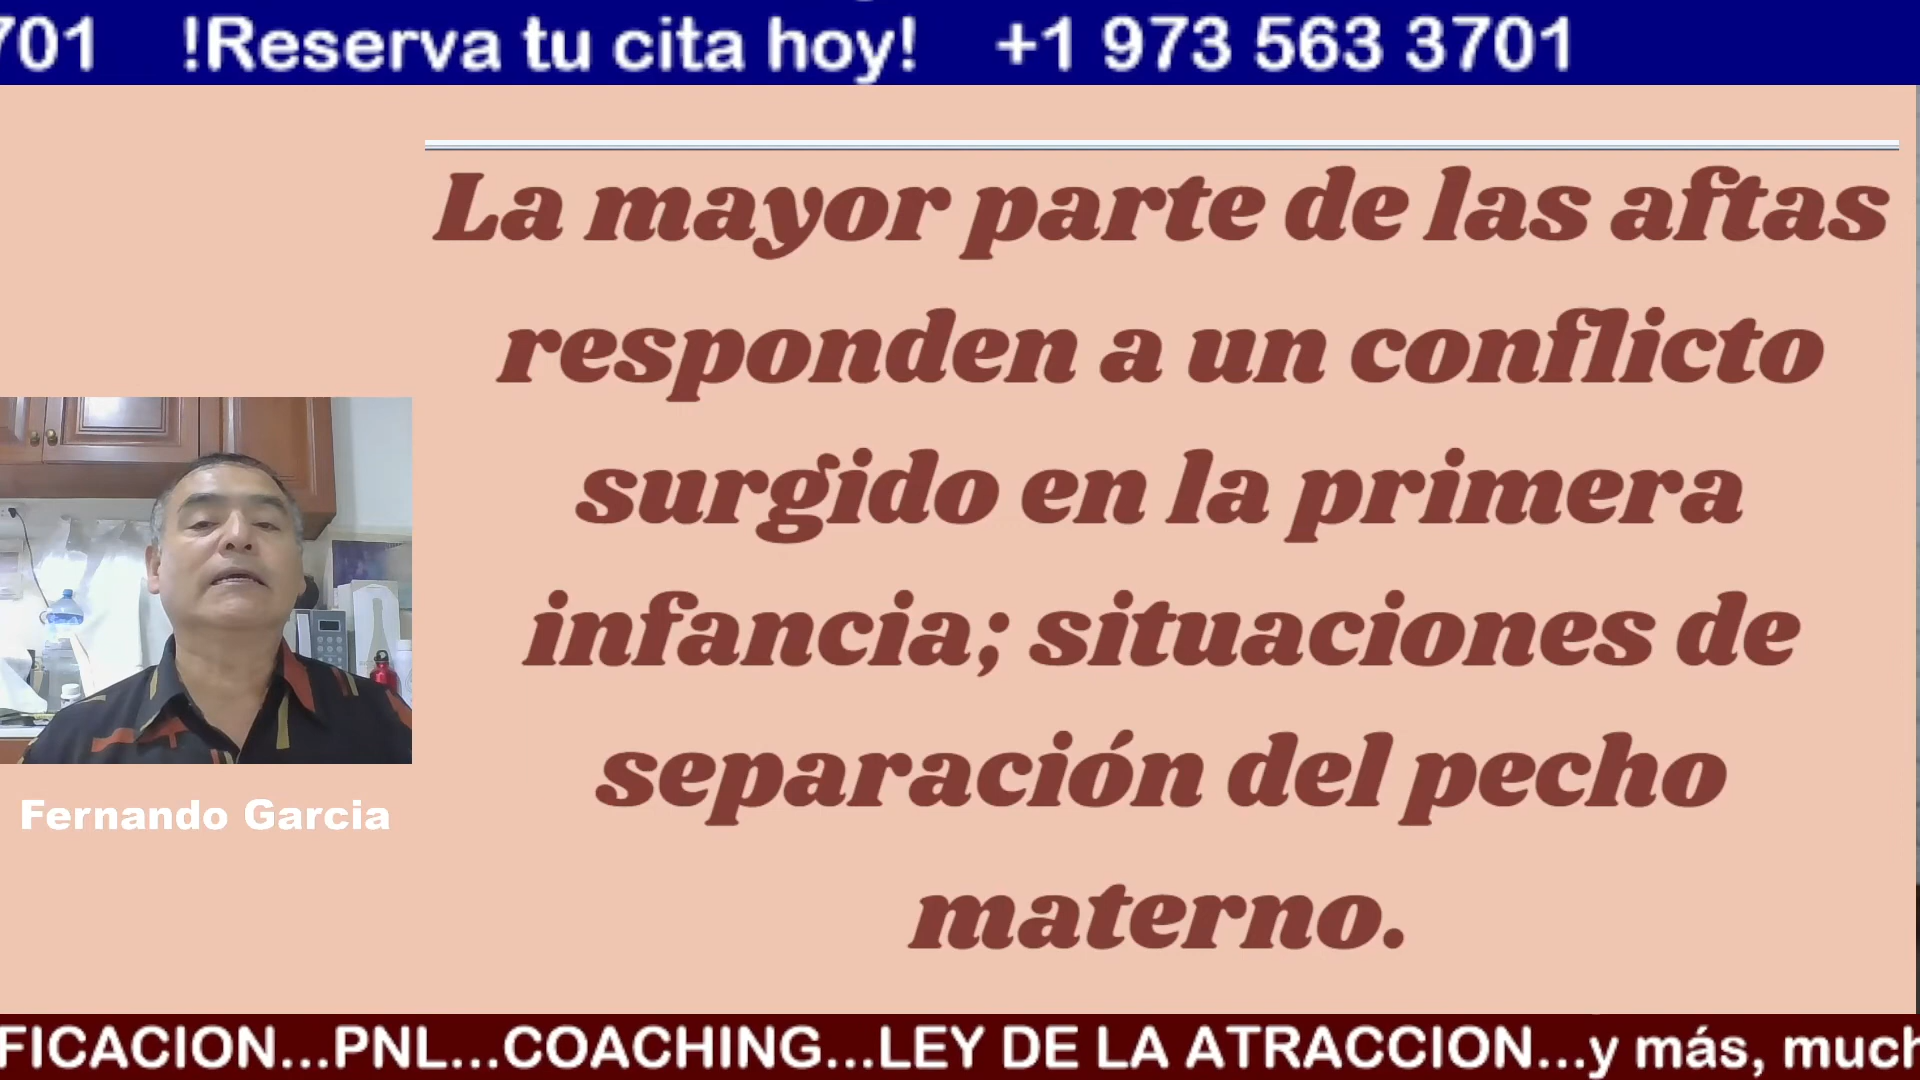 701 !Reserva tu cita hoy! +1 973 563 3701
La mayor parte de las aftas
responden a un conflicto
surgido en la primera
infancia; situaciones de
separación del pecho
materno.
Fernando Garcia
FICACION...PNL...COACHING...LEY DE LA ATRACCION...y más, much